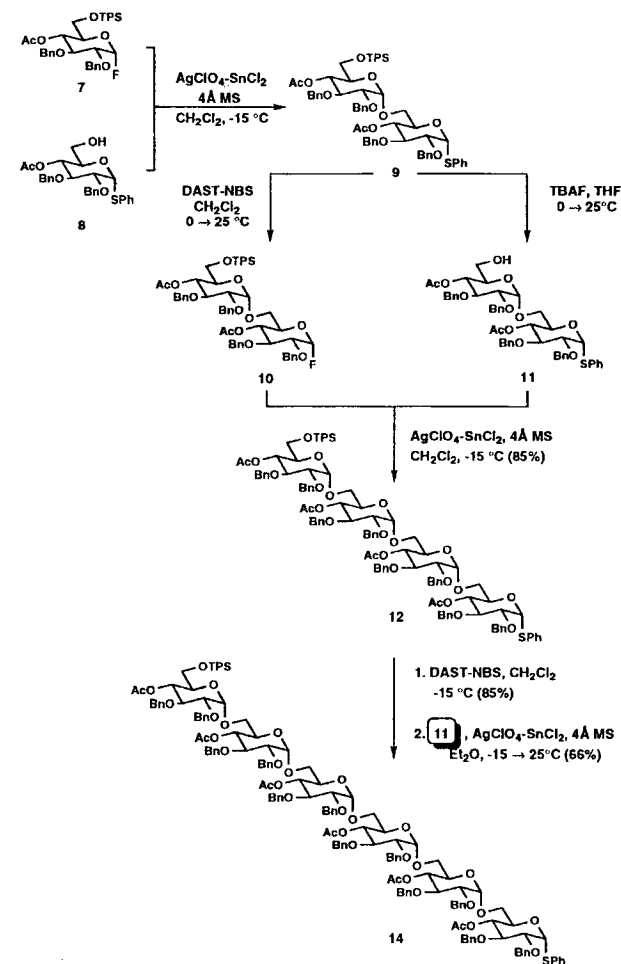 OTPS
AcO
BnO
BnO
F
7
OH
AcO
BnO
BnO
SPh
8
AgClO4-SnCl2
4Å MS
CH2Cl2, -15 °C
OTPS
O
AcO
BnO
BnO
O
O
AcO
BnO
BnO
SPh
9
DAST-NBS
CH2Cl2
0 → 25 °C
TBAF, THF
0 → 25°C
OTPS
O
AcO
BnO
BnO
O
O
AcO
BnO
BnO
F
10
OH
O
AcO
BnO
BnO
O
O
AcO
BnO
BnO
SPh
11
AgClO4-SnCl2, 4Å MS
CH2Cl2, -15 °C (85%)
OTPS
O
AcO
BnO
BnO
O
O
AcO
BnO
BnO
O
O
AcO
BnO
BnO
O
O
AcO
BnO
BnO
SPh
12
1. DAST-NBS, CH2Cl2
-15 °C (85%)
2. 11 , AgClO4-SnCl2, 4Å MS
Et2O, -15 → 25°C (66%)
OTPS
O
AcO
BnO
BnO
O
O
AcO
BnO
BnO
O
O
AcO
BnO
BnO
O
O
AcO
BnO
BnO
O
O
AcO
BnO
BnO
O
O
AcO
BnO
BnO
SPh
14